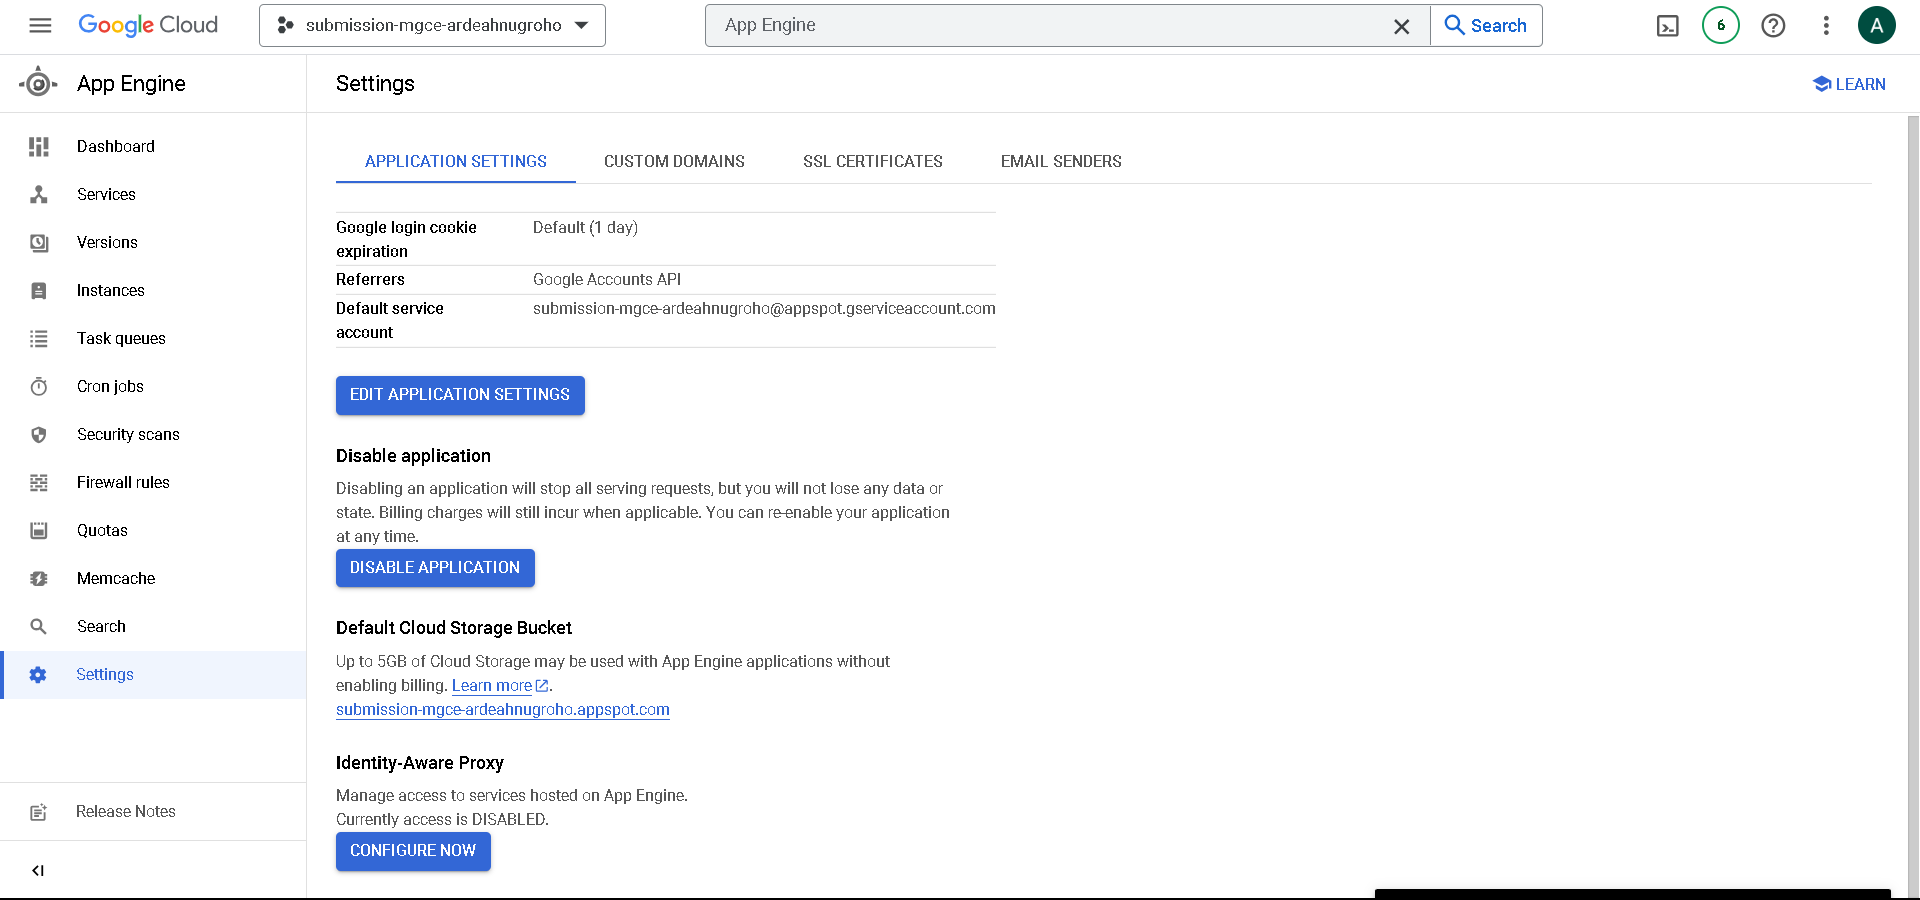 Google Cloud
submission-mgce-ardeahnugroho
App Engine
Search
6
A
App Engine
Settings
LEARN
Dashboard
Services
Versions
Instances
Task queues
Cron jobs
Security scans
Firewall rules
Quotas
Memcache
Search
Settings
Release Notes
APPLICATION SETTINGS
CUSTOM DOMAINS
SSL CERTIFICATES
EMAIL SENDERS
Google login cookie
expiration
Default (1 day)
Referrers
Google Accounts API
Default service
account
submission-mgce-ardeahnugroho@appspot.gserviceaccount.com
EDIT APPLICATION SETTINGS
Disable application
Disabling an application will stop all serving requests, but you will not lose any data or
state. Billing charges will still incur when applicable. You can re-enable your application
at any time.
DISABLE APPLICATION
Default Cloud Storage Bucket
Up to 5GB of Cloud Storage may be used with App Engine applications without
enabling billing. Learn more.
submission-mgce-ardeahnugroho.appspot.com
Identity-Aware Proxy
Manage access to services hosted on App Engine.
Currently access is DISABLED.
CONFIGURE NOW